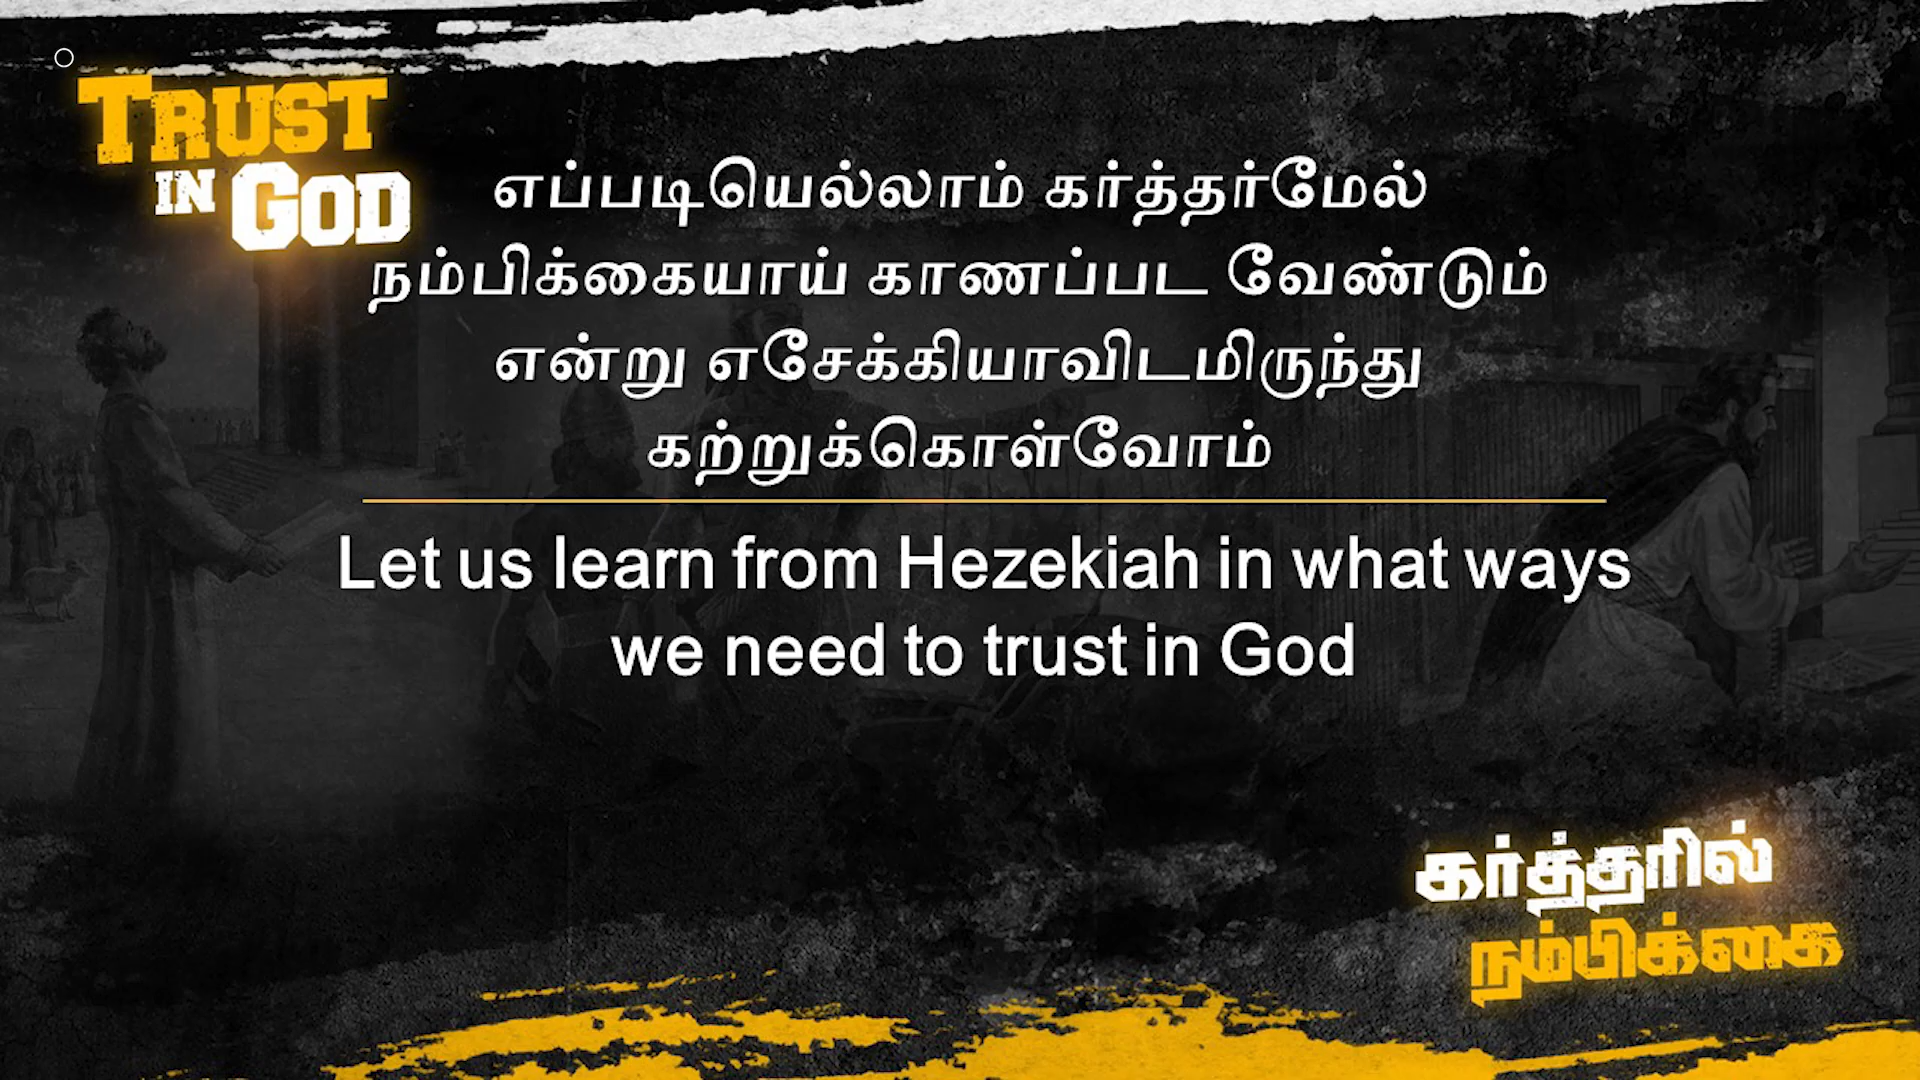 TRUST
IN GOD
எப்படியெல்லாம் கர்த்தர்மேல்
நம்பிக்கையாய் காணப்பட வேண்டும்
என்று எசேக்கியாவிடமிருந்து
கற்றுக்கொள்வோம்
Let us learn from Hezekiah in what ways
we need to trust in God
கர்த்தரில்
நம்பிக்கை